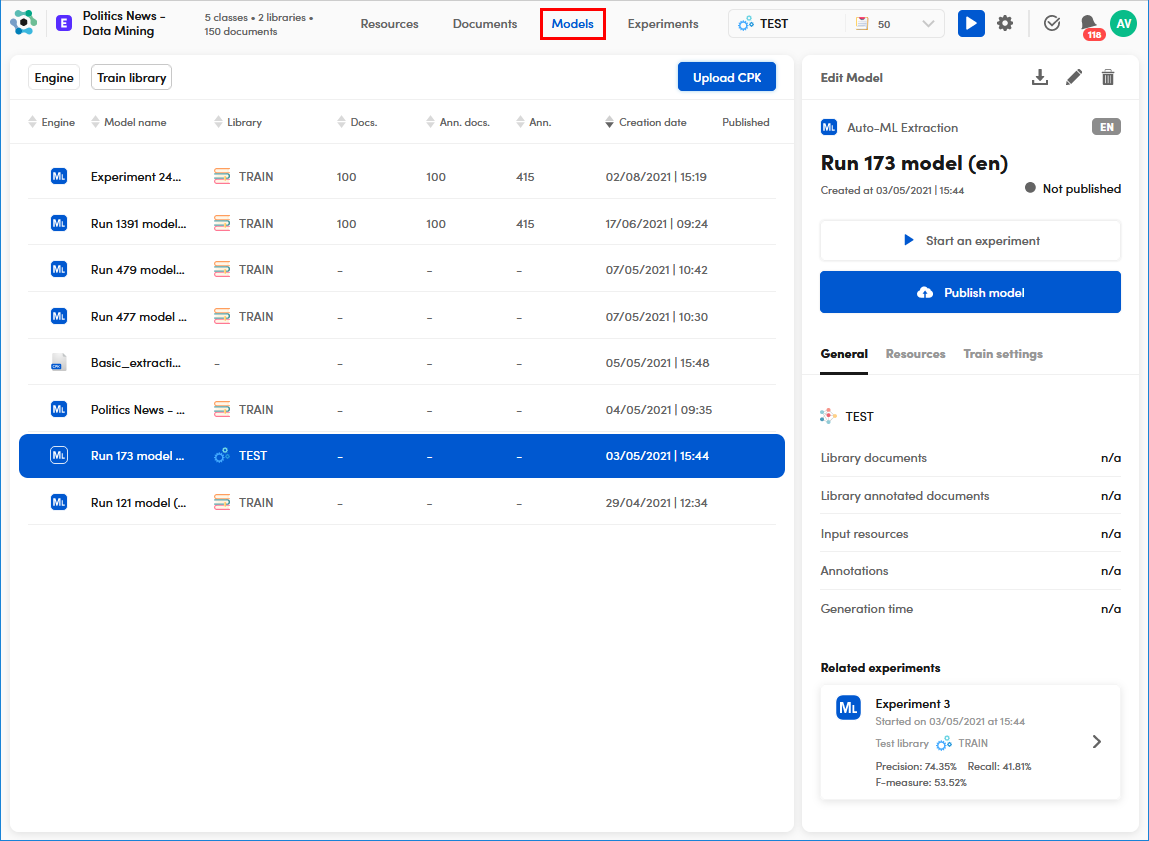 E
Politics News -
Data Mining
5 classes • 2 libraries •
150 documents
Resources
Documents
Models
Experiments
TEST
50
118
AV
Engine
Train library
Upload CPK
Engine Model name Library Docs. Ann. docs. Ann. Creation date Published
ML Experiment 24... TRAIN 100 100 415 02/08/2021 | 15:19
ML Run 1391 model... TRAIN 100 100 415 17/06/2021 | 09:24
ML Run 479 model... TRAIN - - - 07/05/2021 | 10:42
ML Run 477 model ... TRAIN - - - 07/05/2021 | 10:30
CPK Basic_extracti... - - - - 05/05/2021 | 15:48
ML Politics News - ... TRAIN - - - 04/05/2021 | 09:35
ML Run 173 model ... TEST - - - 03/05/2021 | 15:44
ML Run 121 model (... TRAIN - - - 29/04/2021 | 12:34
Edit Model
ML Auto-ML Extraction EN
Run 173 model (en)
Created at 03/05/2021 | 15:44 Not published
Start an experiment
Publish model
General Resources Train settings
TEST
Library documents n/a
Library annotated documents n/a
Input resources n/a
Annotations n/a
Generation time n/a
Related experiments
ML Experiment 3
Started on 03/05/2021 at 15:44
Test library TRAIN
Precision: 74.35% Recall: 41.81%
F-measure: 53.52%